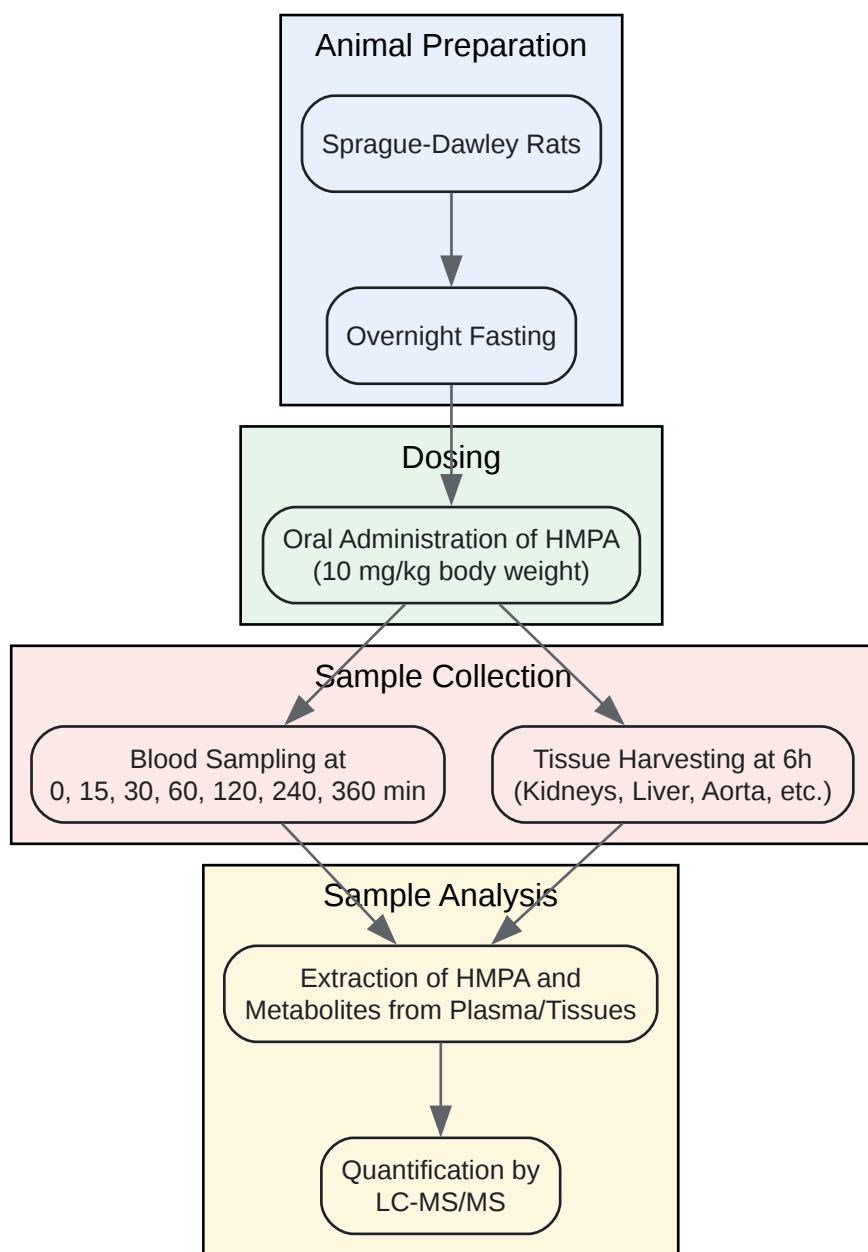 Animal Preparation
Sprague-Dawley Rats
Overnight Fasting
Dosing
Oral Administration of HMPA
(10 mg/kg body weight)
Sample Collection
Blood Sampling at
0, 15, 30, 60, 120, 240, 360 min
Tissue Harvesting at 6h
(Kidneys, Liver, Aorta, etc.)
Sample Analysis
Extraction of HMPA and
Metabolites from Plasma/Tissues
Quantification by
LC-MS/MS